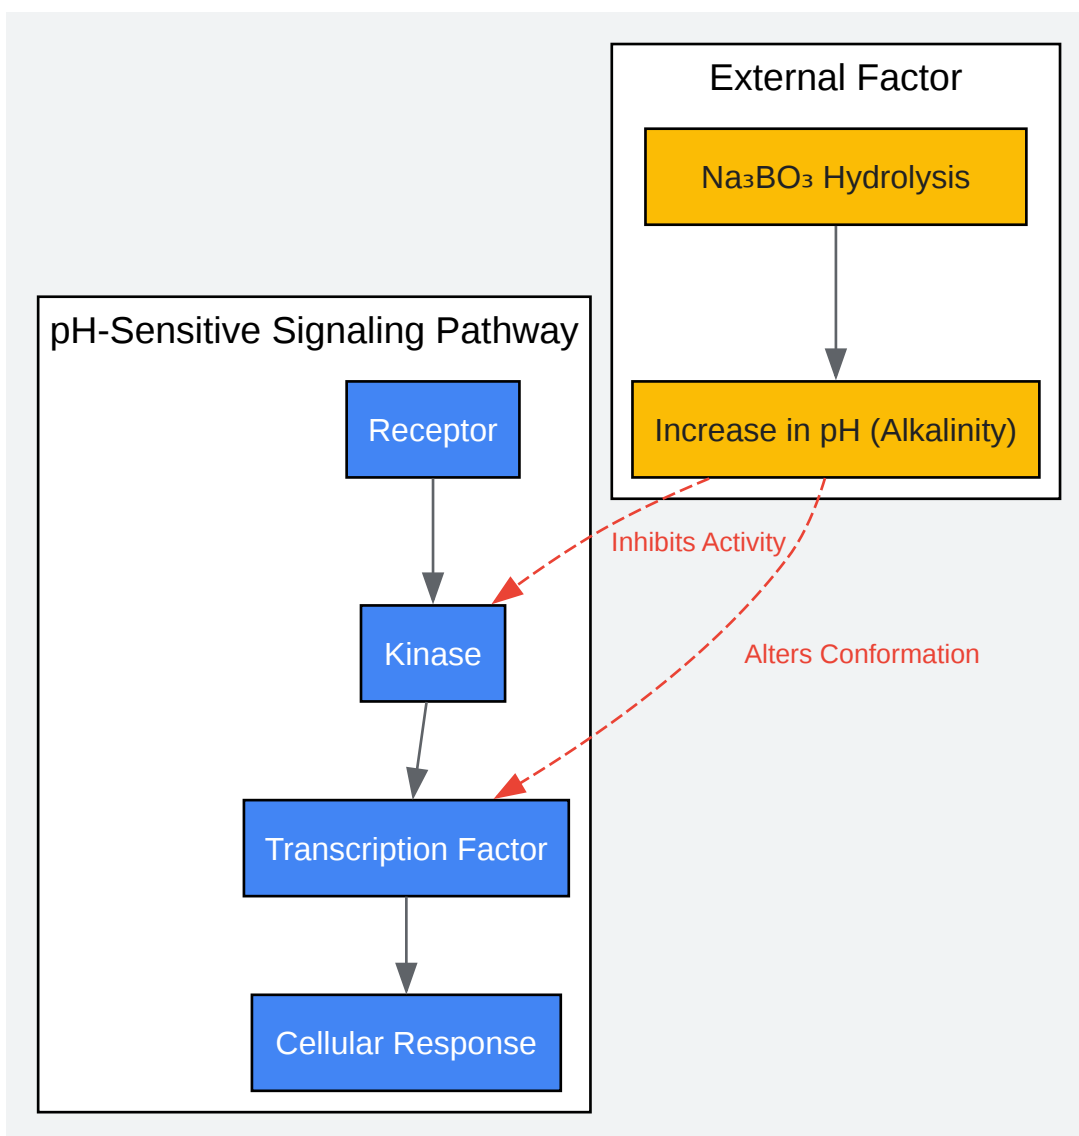 External Factor
Na₃BO₃ Hydrolysis
pH-Sensitive Signaling Pathway
Receptor
Increase in pH (Alkalinity)
Inhibits Activity
Kinase
Alters Conformation
Transcription Factor
Cellular Response